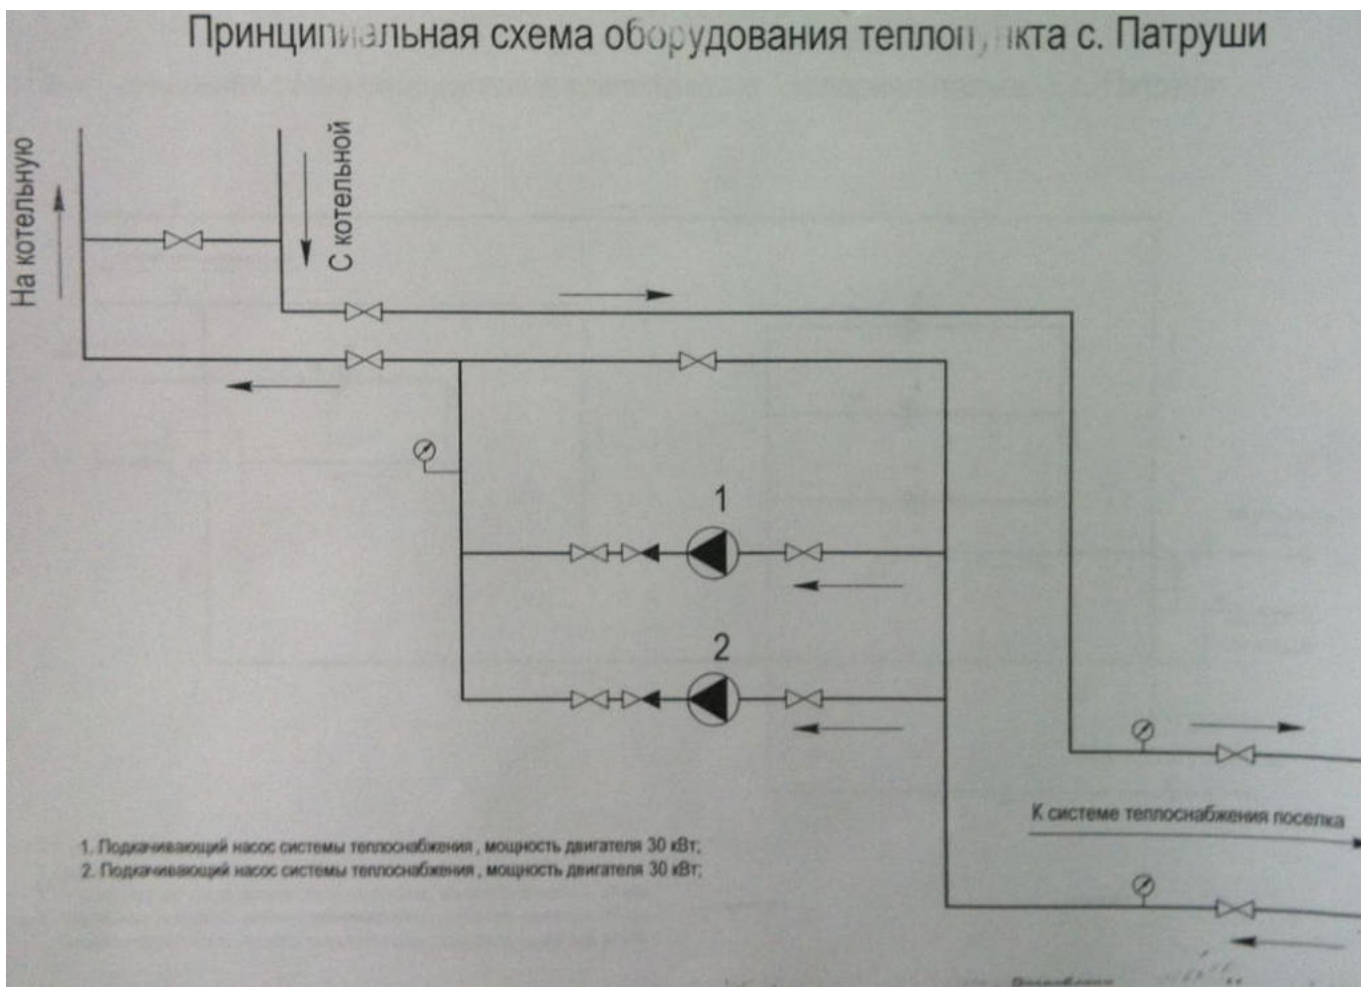 Принципиальная схема оборудования теплопункта с. Патруши
На котельную
С котельной
1
2
К системе теплоснабжения поселка
1. Подкачивающий насос системы теплоснабжения , мощность двигателя 30 кВт;
2. Подкачивающий насос системы теплоснабжения , мощность двигателя 30 кВт;